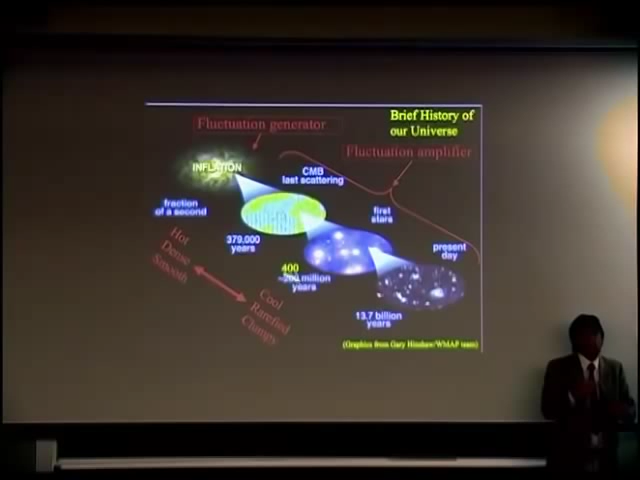 Brief History of
our Universe
Fluctuation generator
Fluctuation amplifier
INFLATION
CMB
last scattering
fraction
of a second
first
stars
379,000
years
present
day
Hot
Dense
Smooth
400
~200 million
years
Cool
Rarefied
Clumpy
13.7 billion
years
(Graphics from Gary Hinshaw/WMAP team)